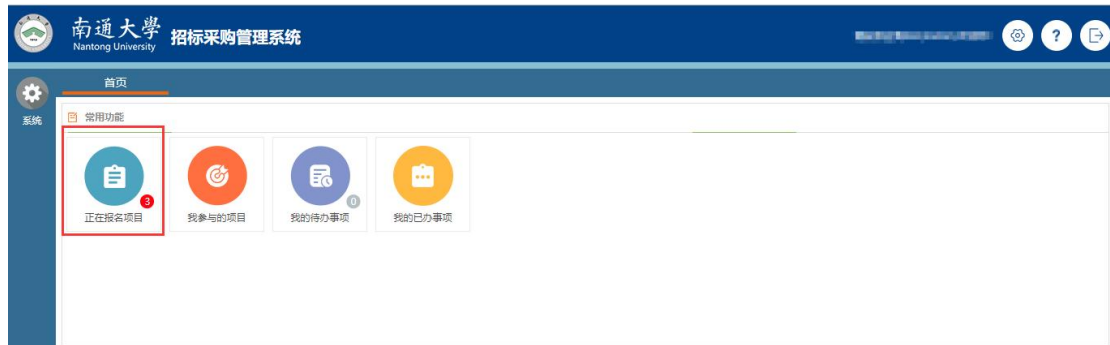 南通大學
Nantong University
招标采购管理系统
?
首页
系统
常用功能
3
0
正在报名项目
我参与的项目
我的待办事项
我的已办事项